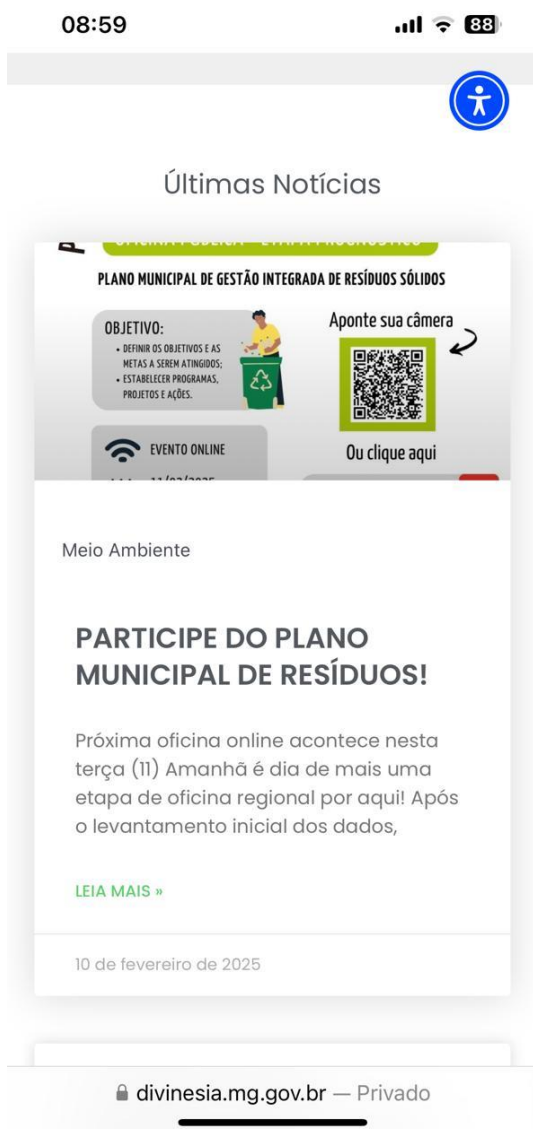 08:59
88
Últimas Notícias
PLANO MUNICIPAL DE GESTÃO INTEGRADA DE RESÍDUOS SÓLIDOS
OBJETIVO:
• DEFINIR OS OBJETIVOS E AS
METAS A SEREM ATINGIDOS;
• ESTABELECER PROGRAMAS,
PROJETOS E AÇÕES.
Aponte sua câmera
EVENTO ONLINE
Ou clique aqui
Meio Ambiente
PARTICIPE DO PLANO
MUNICIPAL DE RESÍDUOS!
Próxima oficina online acontece nesta
terça (11) Amanhã é dia de mais uma
etapa de oficina regional por aqui! Após
o levantamento inicial dos dados,
LEIA MAIS »
10 de fevereiro de 2025
divinesia.mg.gov.br — Privado